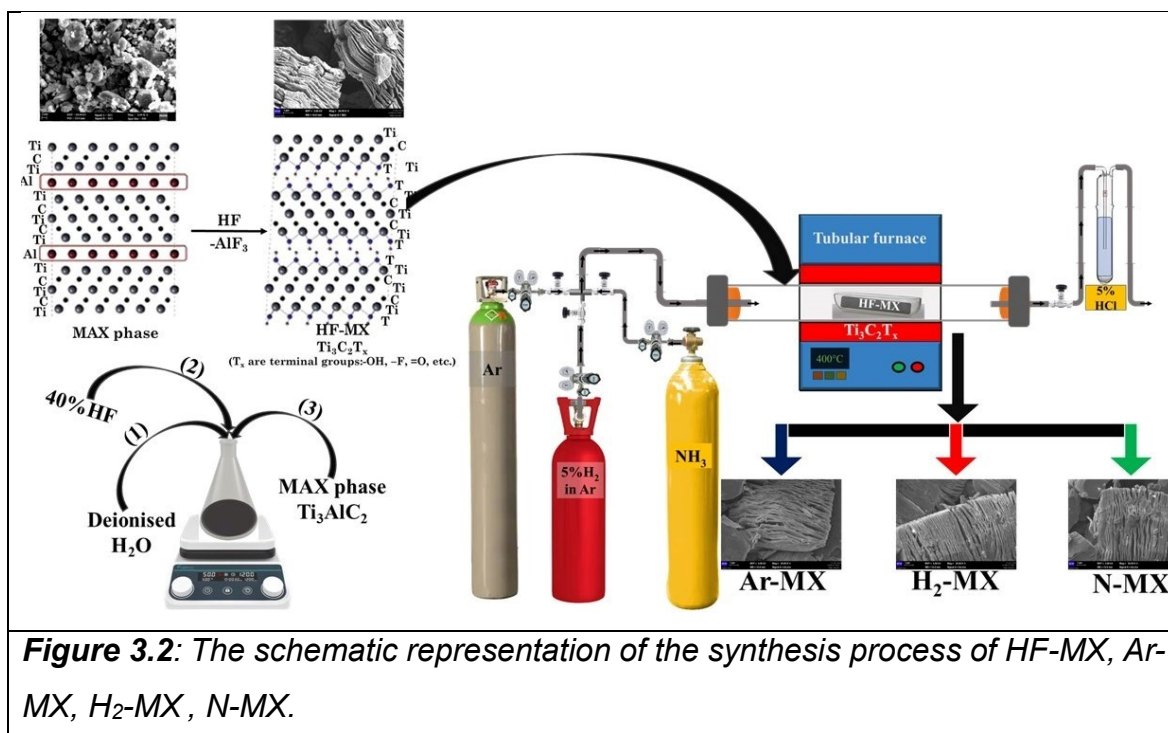 Ti
C
Ti
Al
Ti
C
Ti
Al
Ti
C
Ti
MAX phase
HF
-AlF₃
Ti
C
Ti
T
T
C
Ti
C
T
Ti
C
Ti
T
HF-MX
Ti₃C₂Tₓ
(Tₓ are terminal groups:-OH, –F, =O, etc.)
40%HF
(2)
(1)
(3)
Deionised
H₂O
MAX phase
Ti₃AlC₂
Ar
5%H₂
in Ar
NH₃
Tubular furnace
HF-MX
Ti₃C₂Tₓ
400°C
5%
HCl
Ar-MX
H₂-MX
N-MX
Figure 3.2: The schematic representation of the synthesis process of HF-MX, Ar-
MX, H₂-MX , N-MX.